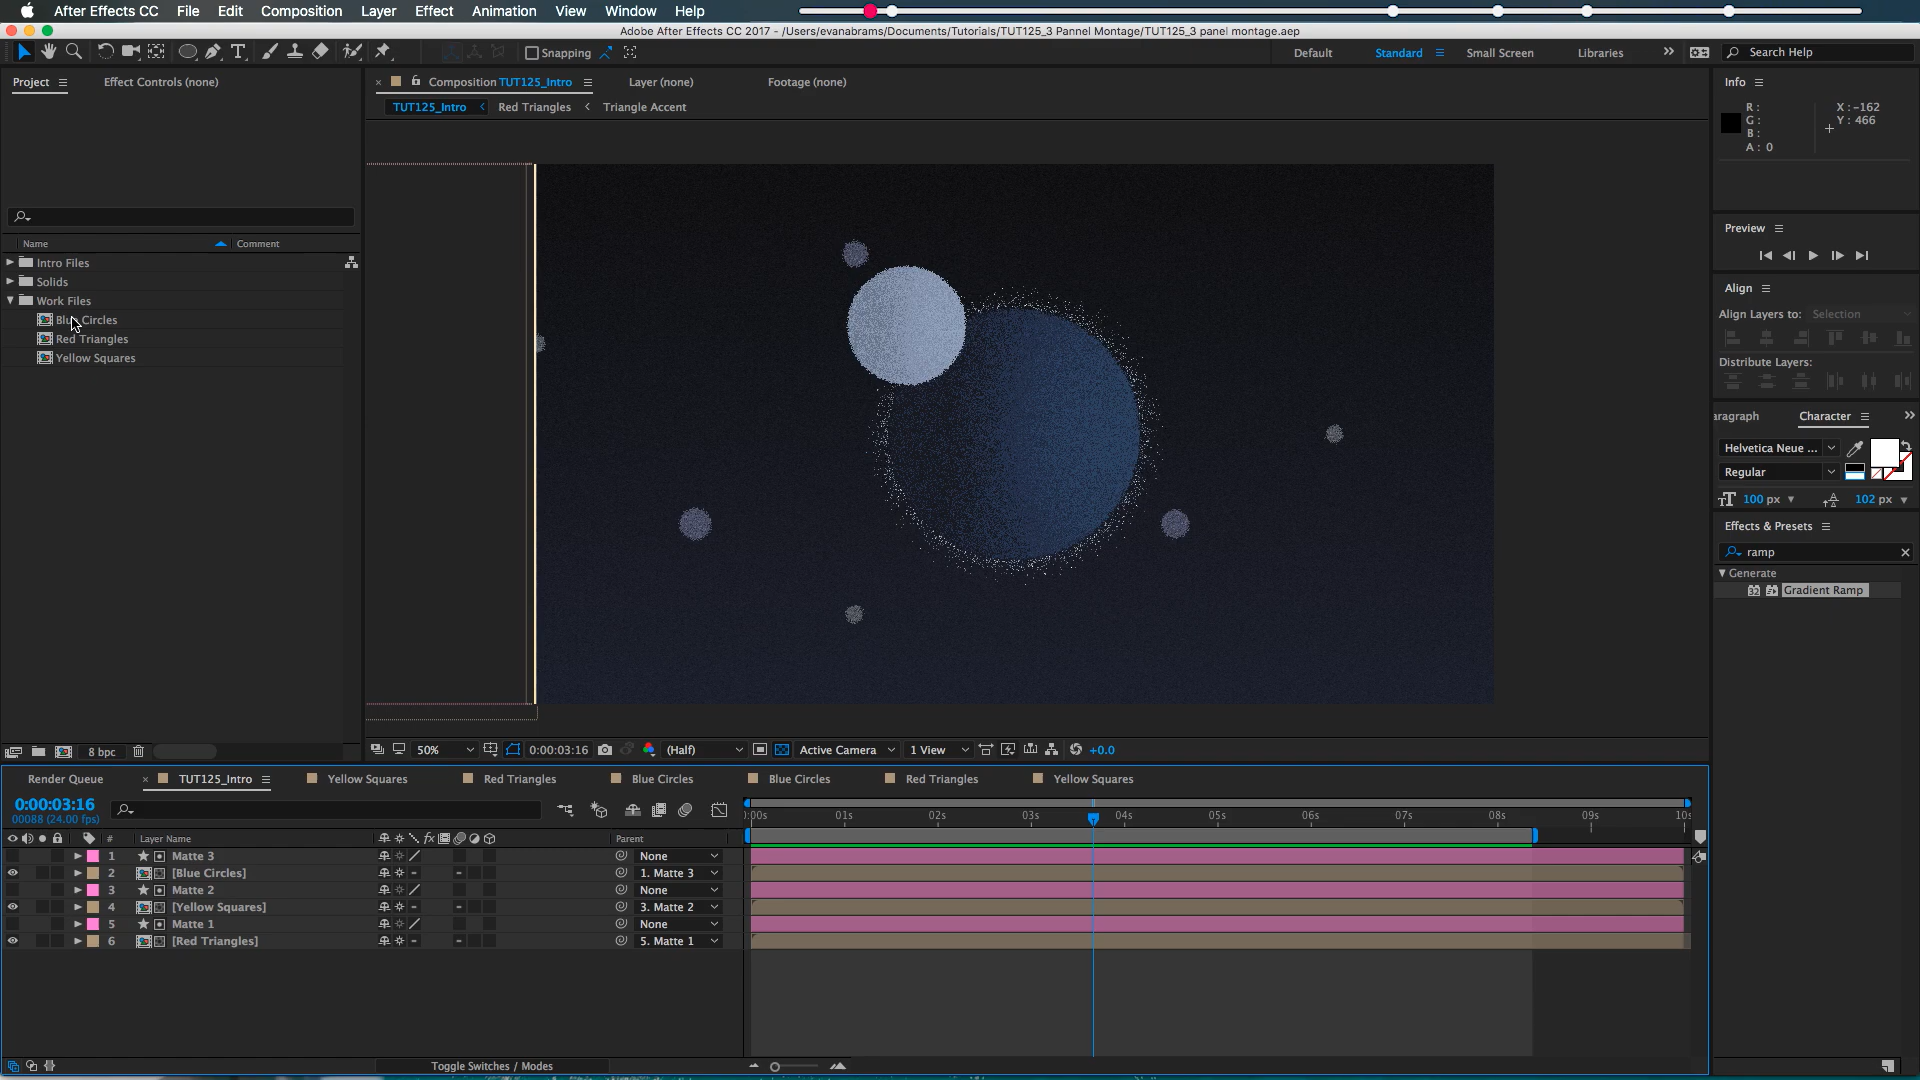 After Effects CC File Edit Composition Layer Effect Animation View Window Help
Adobe After Effects CC 2017 - /Users/evanabrams/Documents/Tutorials/TUT125_3 Pannel Montage/TUT125_3 panel montage.aep
Snapping Default Standard Small Screen Libraries Search Help
Project Effect Controls (none) Composition TUT125_Intro Layer (none) Footage (none) Info
TUT125_Intro Red Triangles Triangle Accent
R: X: -162
G: Y: 466
B:
A: 0
Preview
Name Comment
Intro Files
Solids
Work Files
Blue Circles
Red Triangles
Yellow Squares
Align
Align Layers to: Selection
Distribute Layers:
aragraph Character
Helvetica Neue ...
Regular
100 px 102 px
Effects & Presets
ramp
Generate
32 Gradient Ramp
8 bpc 50% 0:00:03:16 (Half) Active Camera 1 View +0.0
Render Queue TUT125_Intro Yellow Squares Red Triangles Blue Circles Blue Circles Red Triangles Yellow Squares
0:00:03:16
00088 (24.00 fps)
:00s 01s 02s 03s 04s 05s 06s 07s 08s 09s 10s
# Layer Name fx Parent
1 Matte 3 None
2 [Blue Circles] 1. Matte 3
3 Matte 2 None
4 [Yellow Squares] 3. Matte 2
5 Matte 1 None
6 [Red Triangles] 5. Matte 1
Toggle Switches / Modes